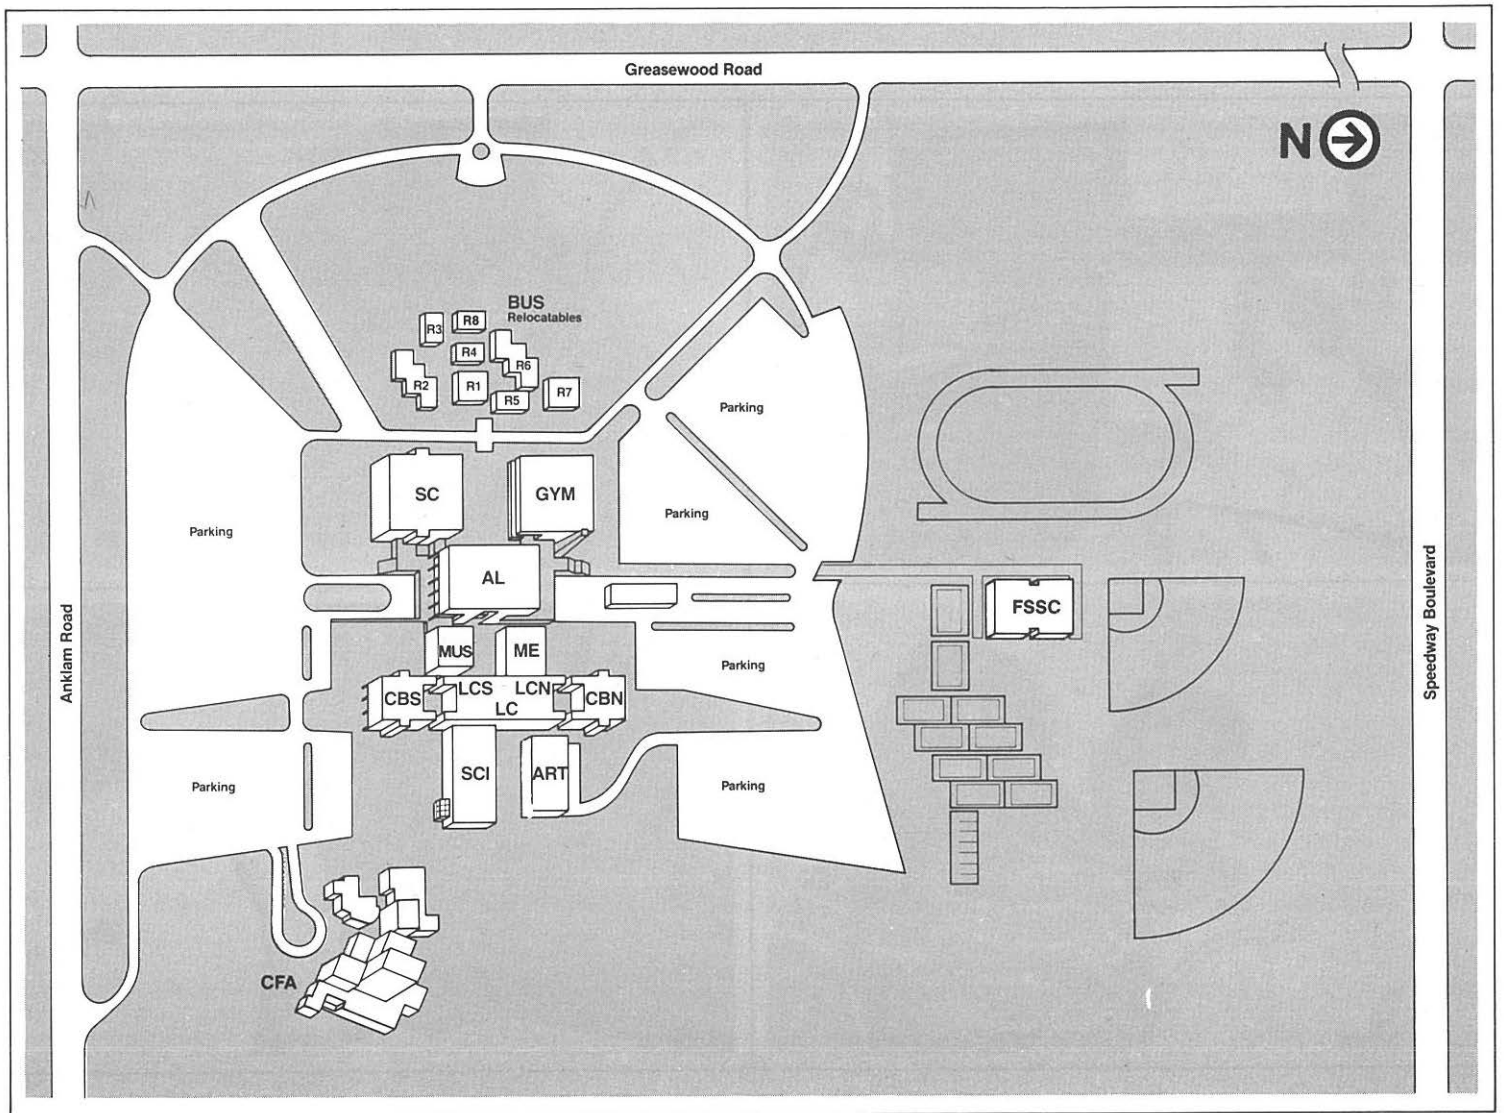 Greasewood Road
N
BUS
Relocatables
R3
R8
R4
R6
R2
R1
R5
R7
Parking
SC
GYM
Parking
Parking
AL
FSSC
Anklam Road
Speedway Boulevard
MUS
ME
Parking
CBS
LCS
LCN
CBN
LC
SCI
ART
Parking
Parking
CFA